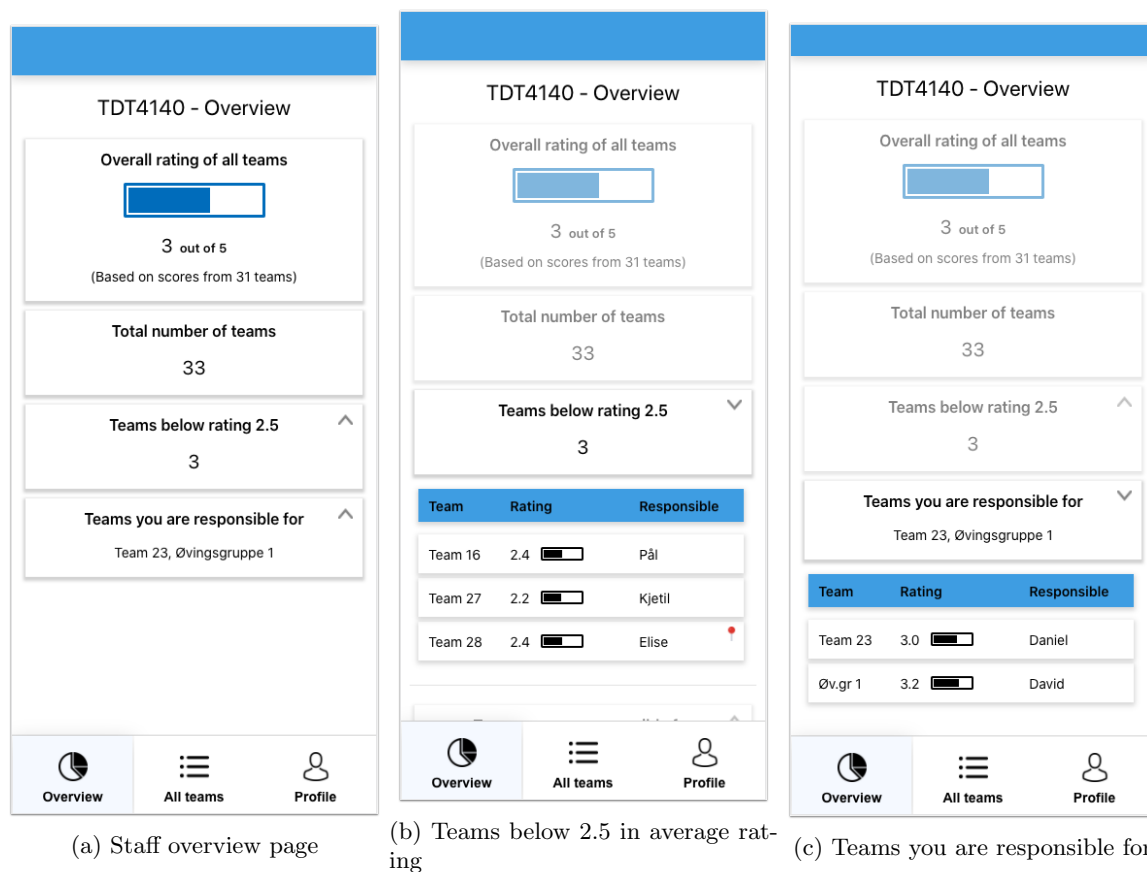 TDT4140 - Overview
Overall rating of all teams
3 out of 5
(Based on scores from 31 teams)
Total number of teams
33
Teams below rating 2.5
3
Teams you are responsible for
Team 23, Øvingsgruppe 1
Overview All teams Profile
(a) Staff overview page
TDT4140 - Overview
Overall rating of all teams
3 out of 5
(Based on scores from 31 teams)
Total number of teams
33
Teams below rating 2.5
3
Team Rating Responsible
Team 16 2.4 Pål
Team 27 2.2 Kjetil
Team 28 2.4 Elise
Overview All teams Profile
(b) Teams below 2.5 in average rat-
ing
TDT4140 - Overview
Overall rating of all teams
3 out of 5
(Based on scores from 31 teams)
Total number of teams
33
Teams below rating 2.5
3
Teams you are responsible for
Team 23, Øvingsgruppe 1
Team Rating Responsible
Team 23 3.0 Daniel
Øv.gr 1 3.2 David
Overview All teams Profile
(c) Teams you are responsible for